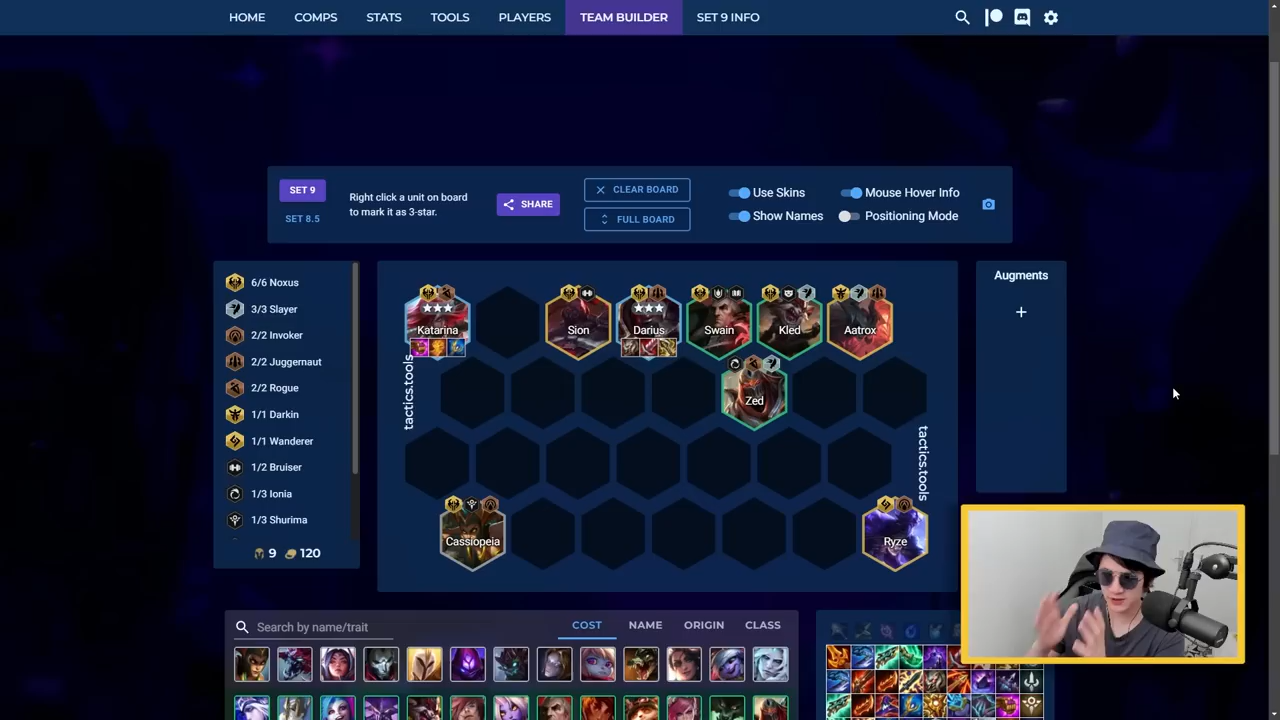 HOME COMPS STATS TOOLS PLAYERS TEAM BUILDER SET 9 INFO
SET 9
SET 8.5
Right click a unit on board
to mark it as 3-star.
SHARE
CLEAR BOARD
FULL BOARD
Use Skins
Mouse Hover Info
Show Names
Positioning Mode
6/6 Noxus
3/3 Slayer
2/2 Invoker
2/2 Juggernaut
2/2 Rogue
1/1 Darkin
1/1 Wanderer
1/2 Bruiser
1/3 Ionia
1/3 Shurima
9 120
Katarina
Sion
Darius
Swain
Kled
Aatrox
Zed
Cassiopeia
Ryze
tactics.tools
tactics.tools
Augments
+
Search by name/trait
COST NAME ORIGIN CLASS